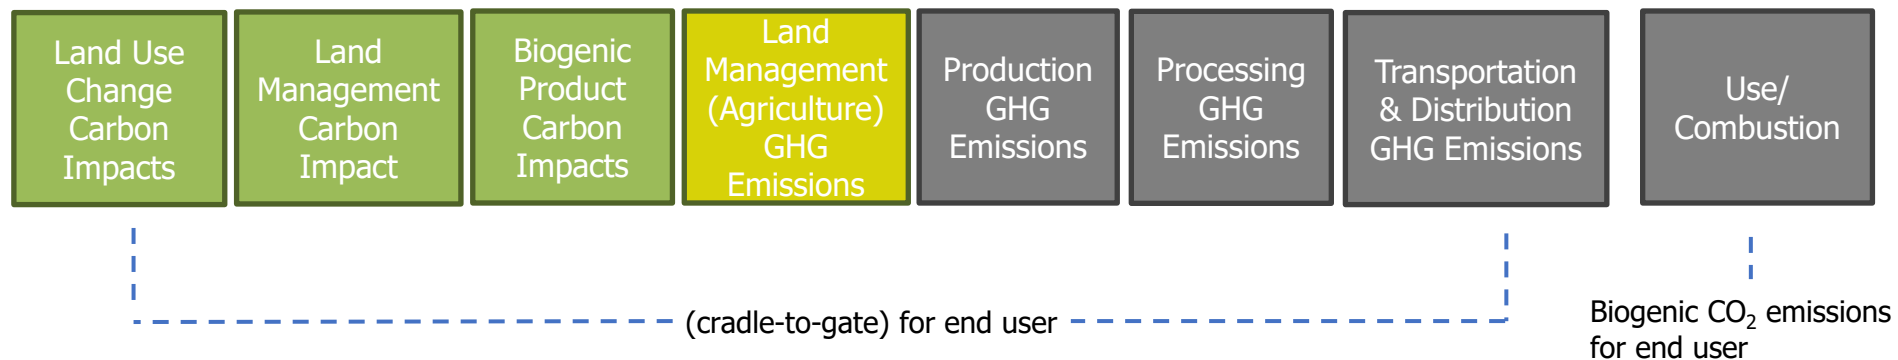 Land Use
Change
Carbon
Impacts
Land
Management
Carbon
Impact
Biogenic
Product
Carbon
Impacts
Land
Management
(Agriculture)
GHG
Emissions
Production
GHG
Emissions
Processing
GHG
Emissions
Transportation
& Distribution
GHG Emissions
Use/
Combustion
(cradle-to-gate) for end user
Biogenic CO₂ emissions
for end user